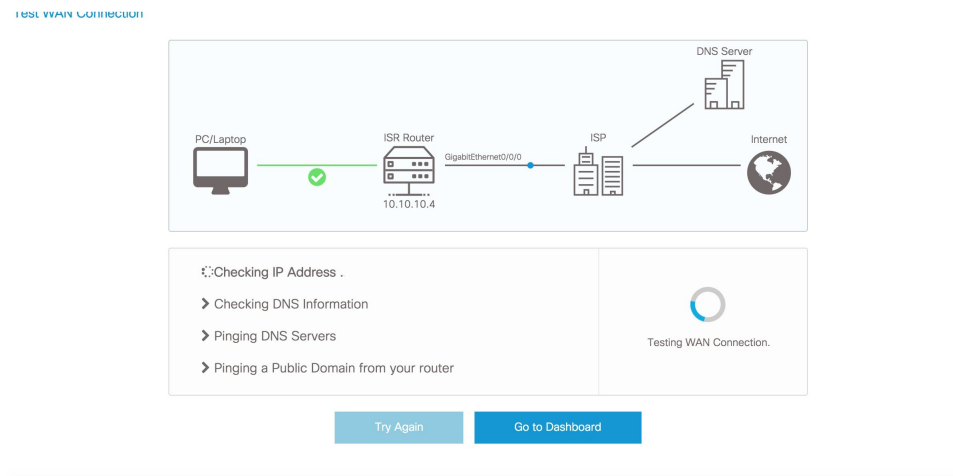 Test WAN Connection
DNS Server
PC/Laptop
ISR Router
ISP
Internet
GigabitEthernet0/0/0
10.10.10.4
Checking IP Address .
Checking DNS Information
Pinging DNS Servers
Testing WAN Connection.
Pinging a Public Domain from your router
Try Again
Go to Dashboard